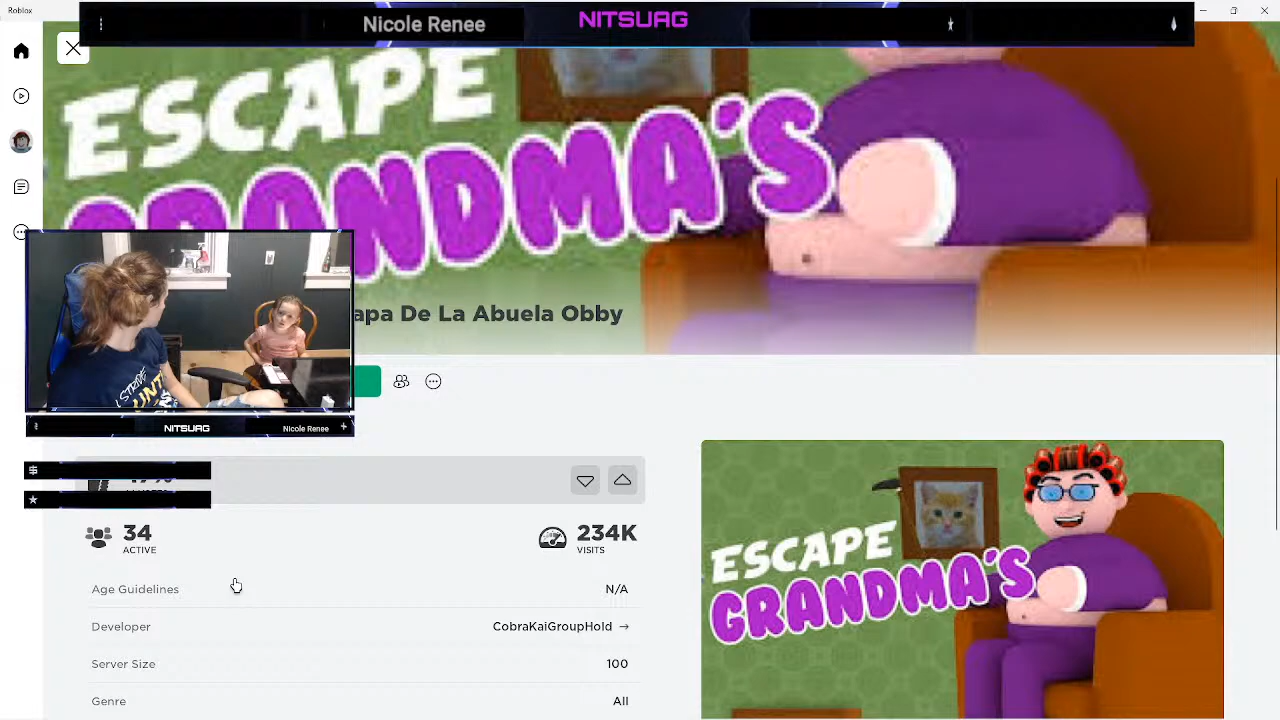 Roblox
Nicole Renee
NITSUAG
ESCAPE
GRANDMA'S
apa De La Abuela Obby
NITSUAG
Nicole Renee
34
ACTIVE
234K
VISITS
Age Guidelines
N/A
Developer
CobraKaiGroupHold →
Server Size
100
Genre
All
ESCAPE
GRANDMA'S